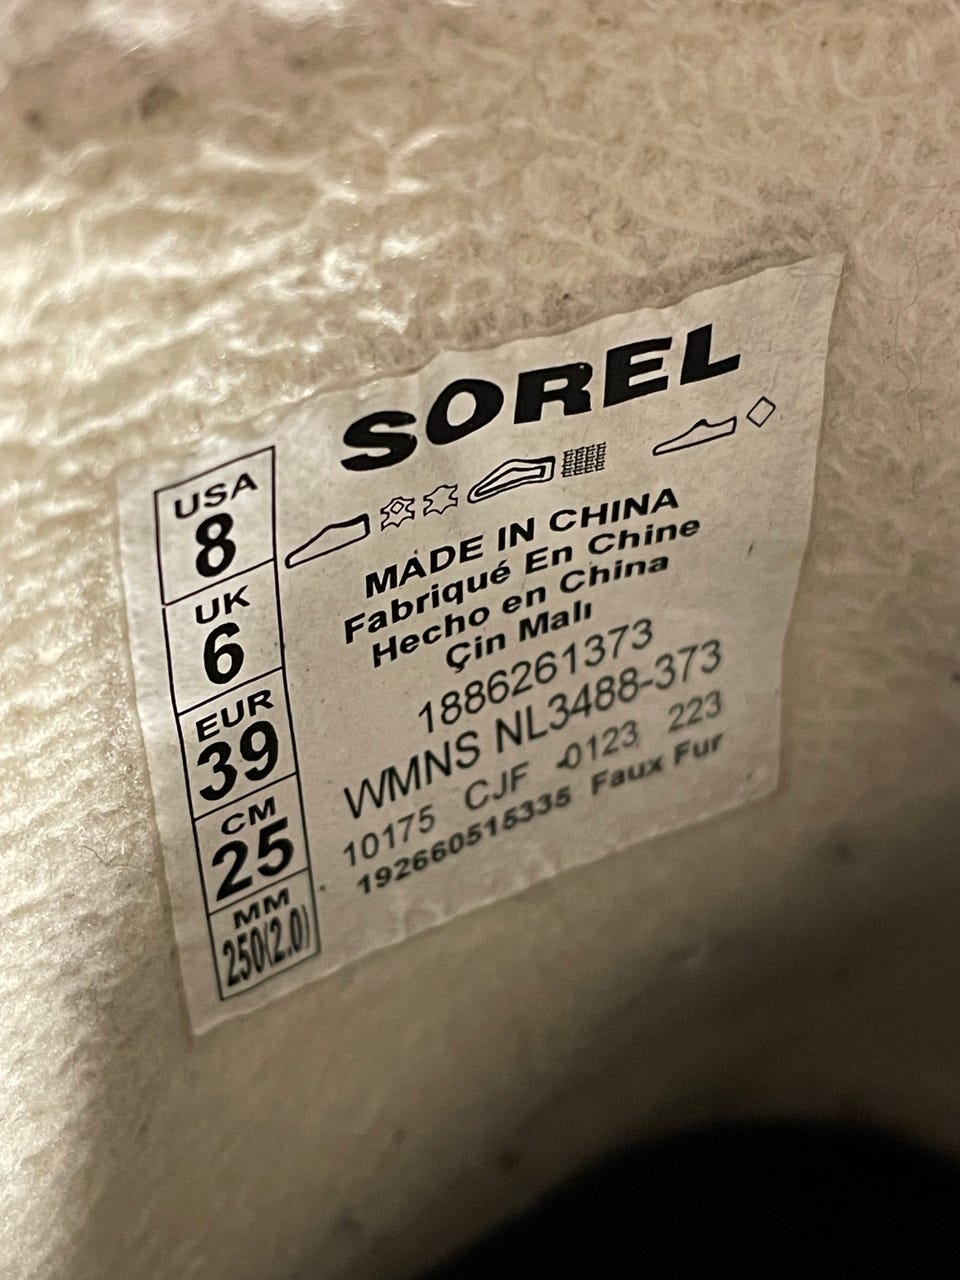 SOREL
USA
8
UK
6
EUR
39
CM
25
MM
250(2.0)
MADE IN CHINA
Fabriqué En Chine
Hecho en China
Çin Malı
1886261373
WMNS NL3488-373
10175 CJF -0123 223
192660515335 Faux Fur